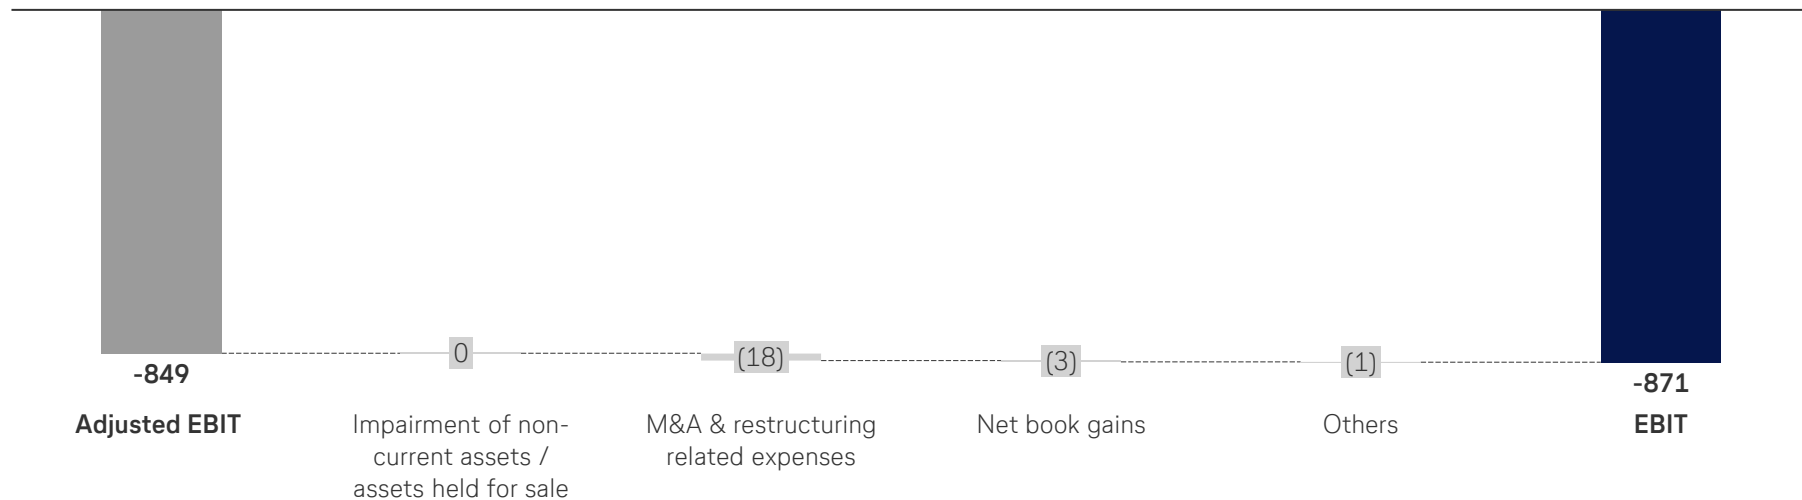 0
(18)
(3)
(1)
-849
-871
Adjusted EBIT
Impairment of non-
current assets /
assets held for sale
M&A & restructuring
related expenses
Net book gains
Others
EBIT